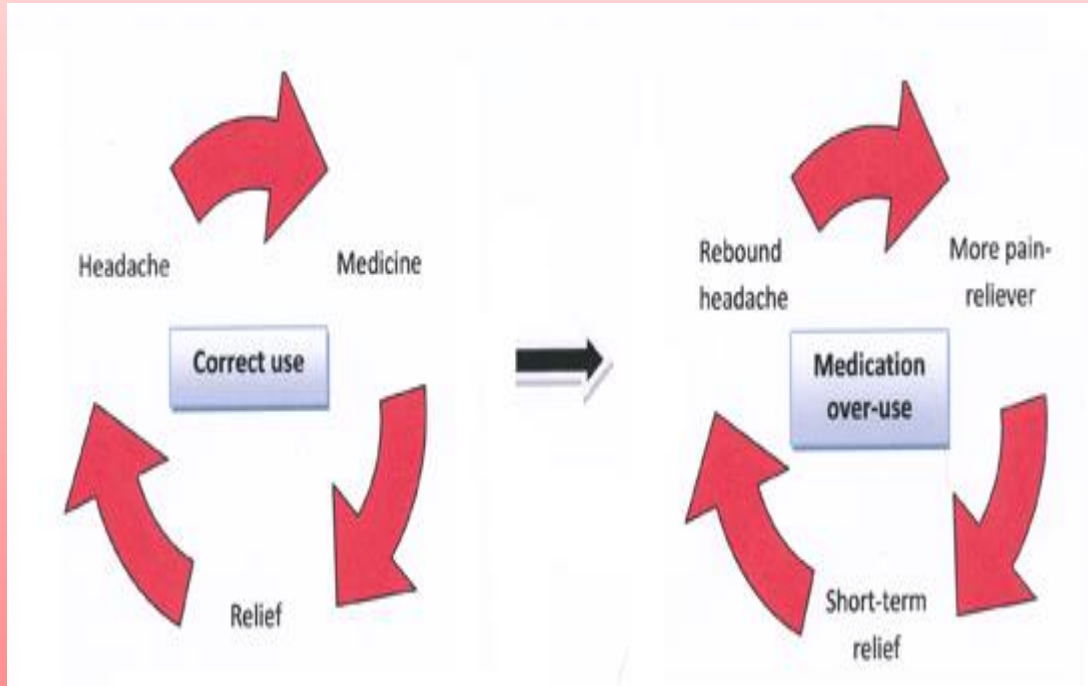 Headache
Medicine
Correct use
Relief
Rebound
headache
More pain-
reliever
Medication
over-use
Short-term
relief